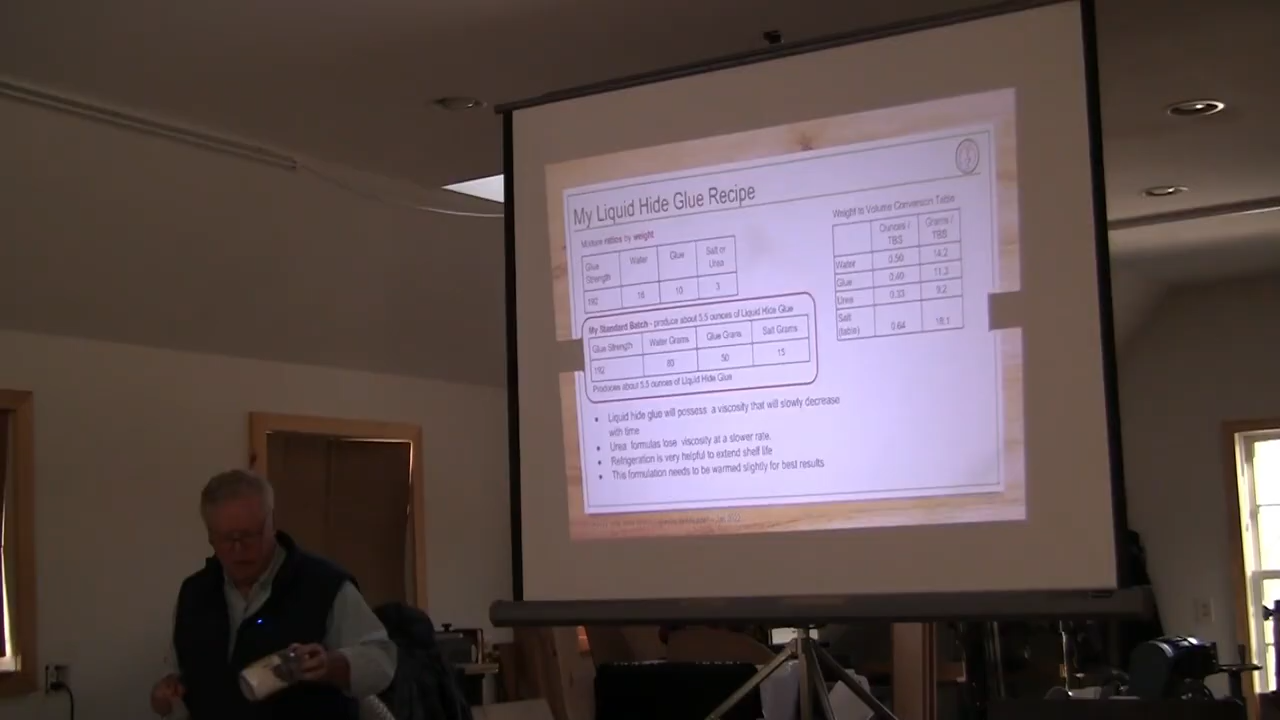 My Liquid Hide Glue Recipe
Mixture ratios by weight
Glue Strength Water Glue Salt or Urea
192 16 10 3
My Standard Batch - produce about 5.5 ounces of Liquid Hide Glue
Glue Strength Water Grams Glue Grams Salt Grams
192 80 50 15
Produces about 5.5 ounces of Liquid Hide Glue
Weight to Volume Conversion Table
Ounces / TBS Grams / TBS
Water 0.50 14.2
Glue 0.40 11.3
Urea 0.33 9.2
Salt (table) 0.64 18.1
• Liquid hide glue will possess a viscosity that will slowly decrease
with time
• Urea formulas lose viscosity at a slower rate.
• Refrigeration is very helpful to extend shelf life
• This formulation needs to be warmed slightly for best results